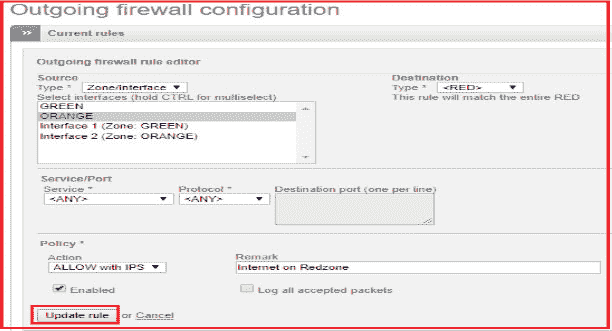 Outgoing firewall configuration
>> Current rules
Outgoing firewall rule editor
Source
Destination
Type * Zone/Interface
Type * <RED>
Select interfaces (hold CTRL for multiselect)
This rule will match the entire RED
GREEN
ORANGE
Interface 1 (Zone: GREEN)
Interface 2 (Zone: ORANGE)
Service/Port
Service * Protocol * Destination port (one per line)
<ANY> <ANY>
Policy *
Action Remark
ALLOW with IPS Internet on Redzone
Enabled Log all accepted packets
Update rule or Cancel